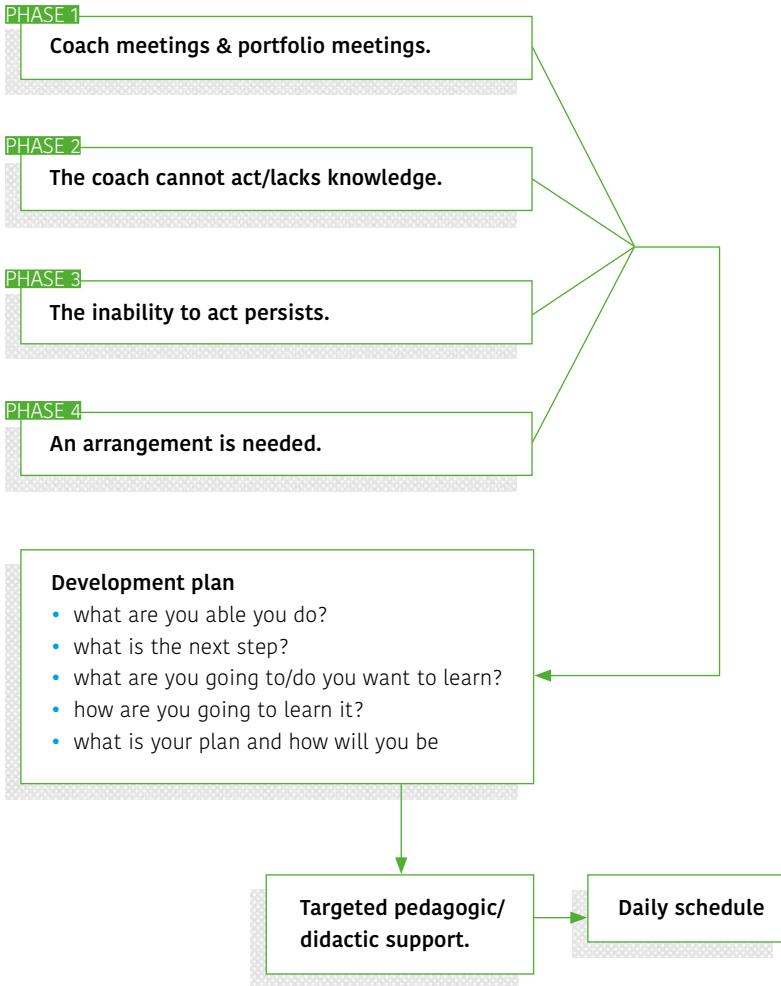 PHASE 1
Coach meetings & portfolio meetings.
PHASE 2
The coach cannot act/lacks knowledge.
PHASE 3
The inability to act persists.
PHASE 4
An arrangement is needed.
Development plan
• what are you able you do?
• what is the next step?
• what are you going to/do you want to learn?
• how are you going to learn it?
• what is your plan and how will you be
Targeted pedagogic/
didactic support.
Daily schedule